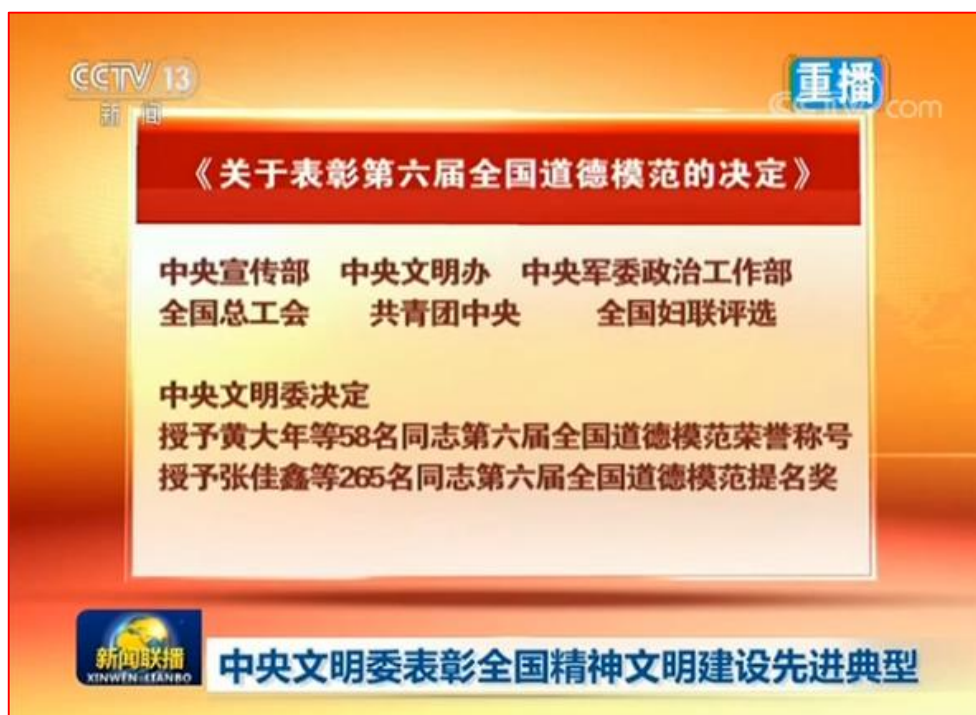 CCTV 13
新闻
重播
CCTV.com
《关于表彰第六届全国道德模范的决定》
中央宣传部 中央文明办 中央军委政治工作部
全国总工会 共青团中央 全国妇联评选
中央文明委决定
授予黄大年等58名同志第六届全国道德模范荣誉称号
授予张佳鑫等265名同志第六届全国道德模范提名奖
新闻联播
XINWEN LIANBO
中央文明委表彰全国精神文明建设先进典型